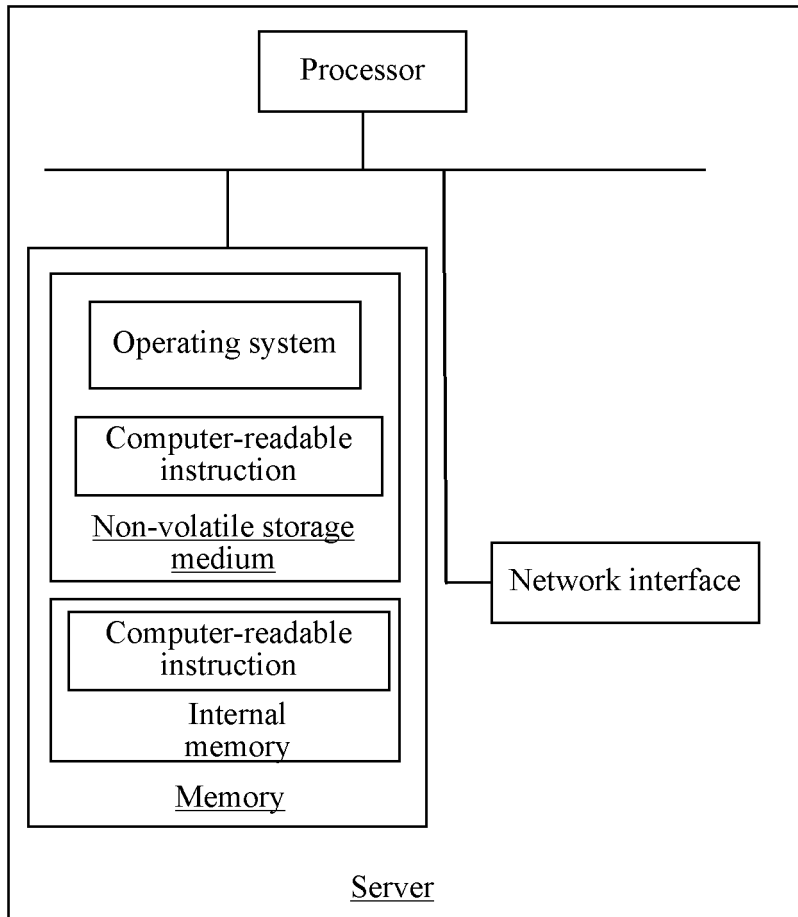 Processor
Operating system
Computer-readable
instruction
Non-volatile storage
medium
Computer-readable
instruction
Internal
memory
Memory
Network interface
Server